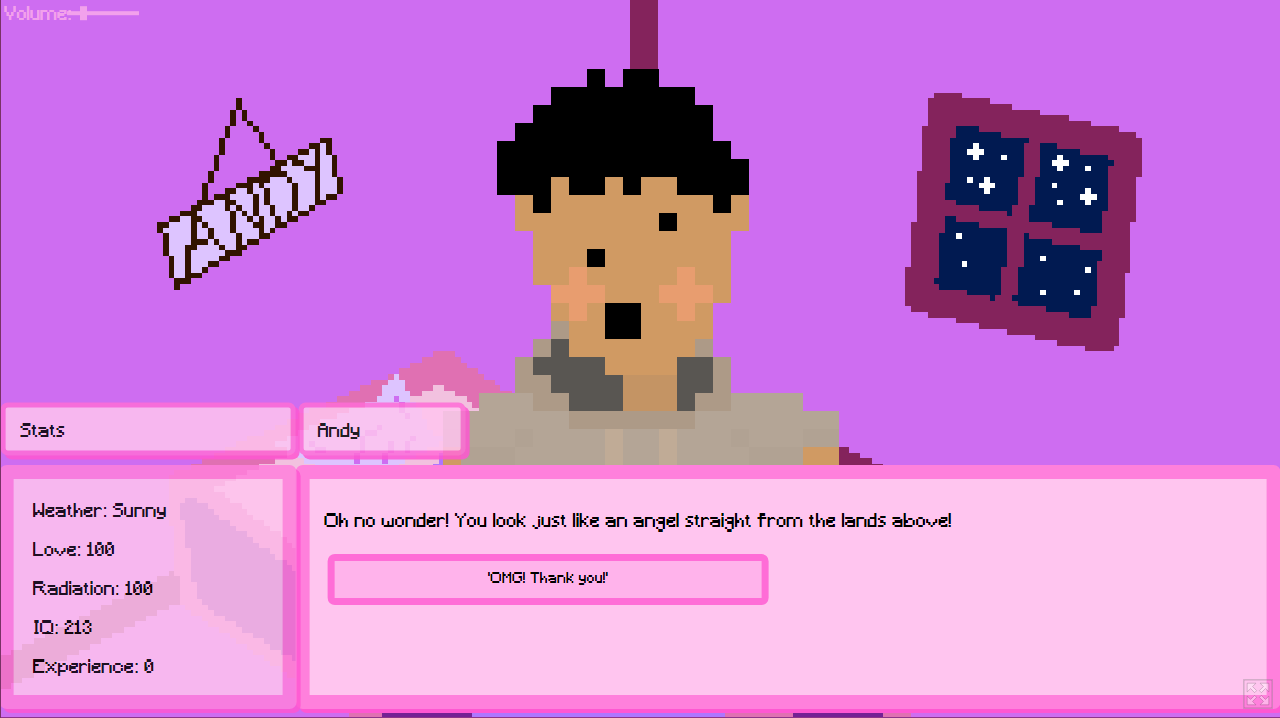 Volume:
Stats
Andy
Weather: Sunny
Love: 100
Radiation: 100
IQ: 213
Experience: 0
Oh no wonder! You look just like an angel straight from the lands above!
'OMG! Thank you!'